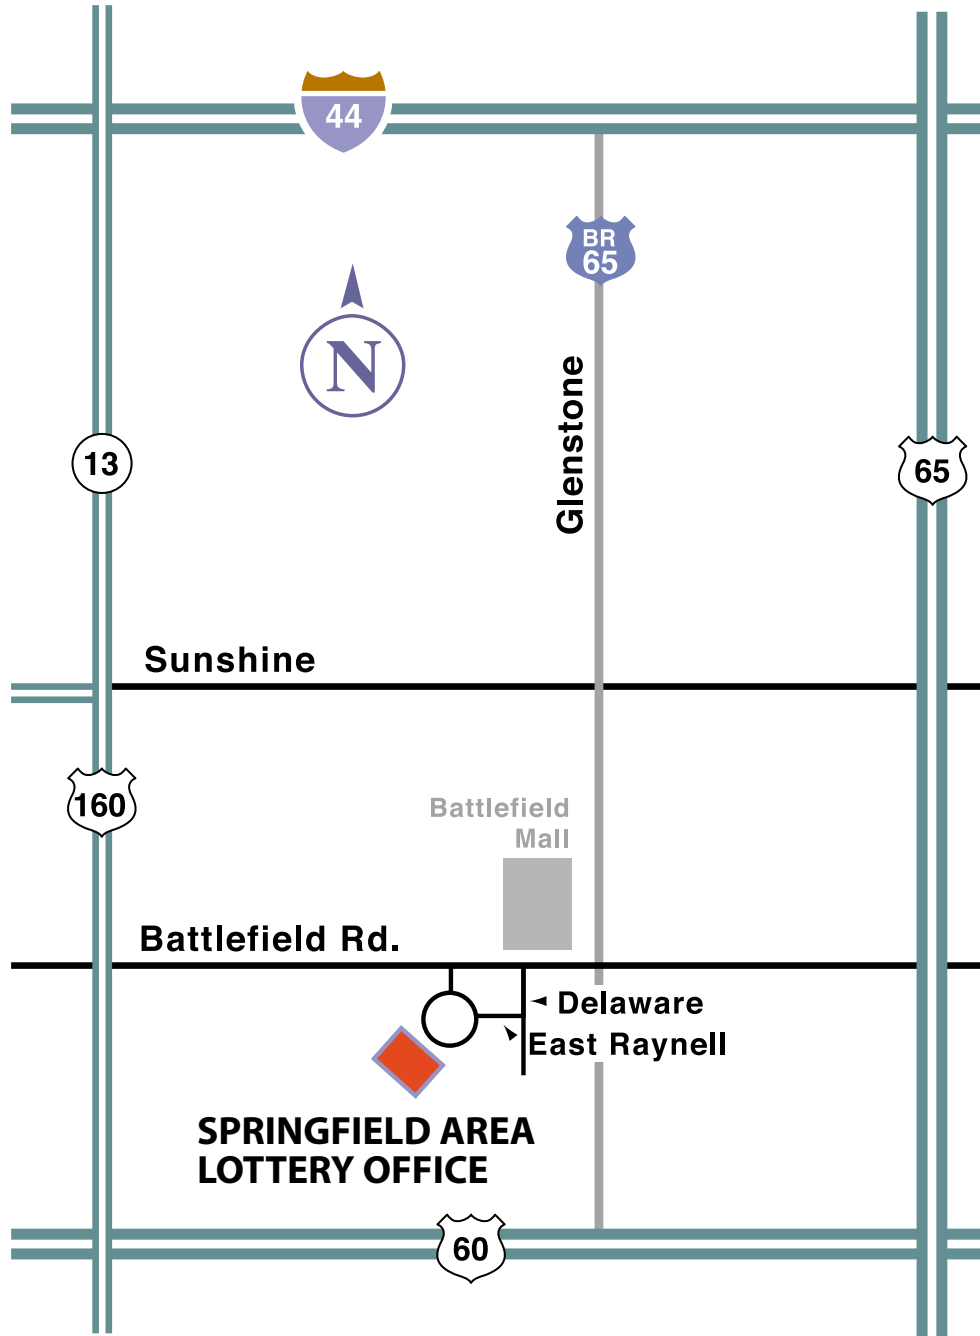 44
BR
65
N
Glenstone
13
65
Sunshine
160
Battlefield
Mall
Battlefield Rd.
Delaware
East Raynell
SPRINGFIELD AREA
LOTTERY OFFICE
60